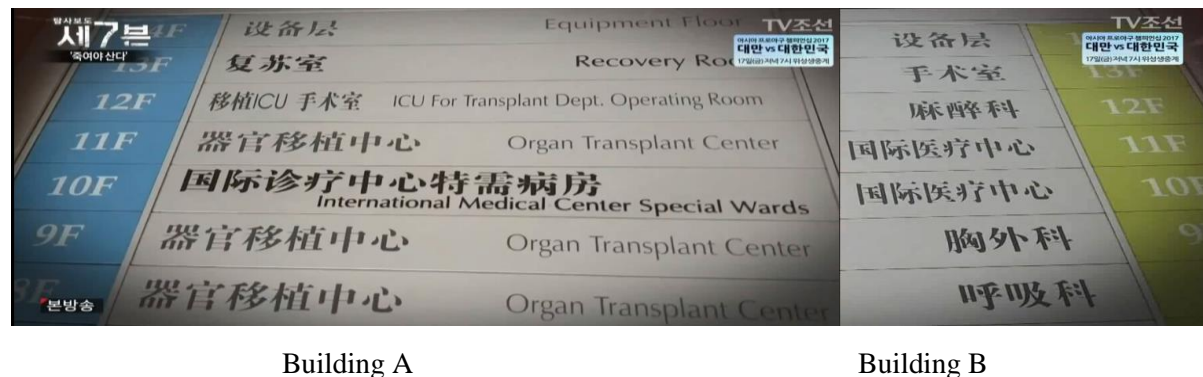 탐사보도
세7븐
'죽여야 산다'
TV조선
아시아 프로야구 챔피언십 2017
대만 vs 대한민국
17일(금) 저녁 7시 위성생중계
4F 设备层 Equipment Floor
13F 复苏室 Recovery Roo
12F 移植ICU 手术室 ICU For Transplant Dept. Operating Room
11F 器官移植中心 Organ Transplant Center
10F 国际诊疗中心特需病房
International Medical Center Special Wards
9F 器官移植中心 Organ Transplant Center
8F 器官移植中心 Organ Transplant Center
본방송
TV조선
아시아 프로야구 챔피언십 2017
대만 vs 대한민국
17일(금) 저녁 7시 위성생중계
设备层
手术室 13F
麻醉科 12F
国际医疗中心 11F
国际医疗中心 10
胸外科 9
呼吸科
Building A
Building B